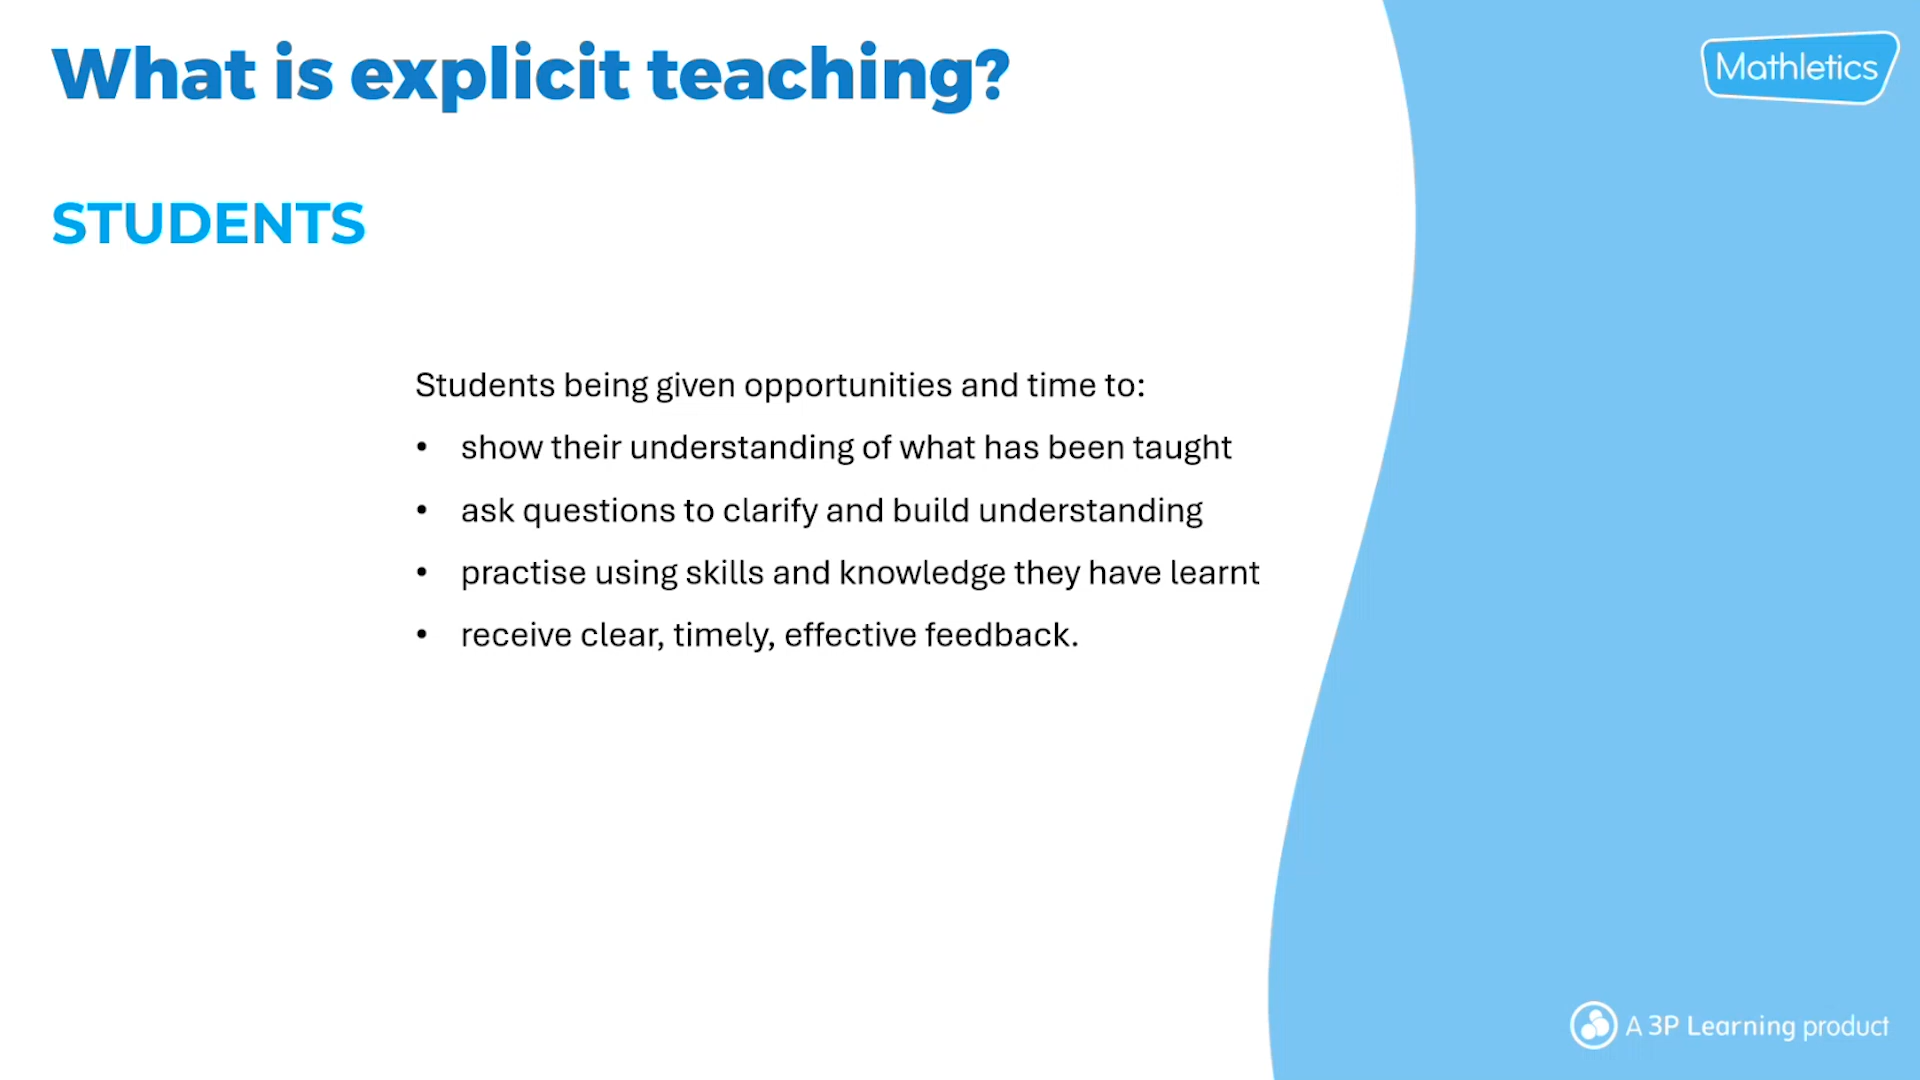 What is explicit teaching?
Mathletics
STUDENTS
Students being given opportunities and time to:
• show their understanding of what has been taught
• ask questions to clarify and build understanding
• practise using skills and knowledge they have learnt
• receive clear, timely, effective feedback.
A 3P Learning product